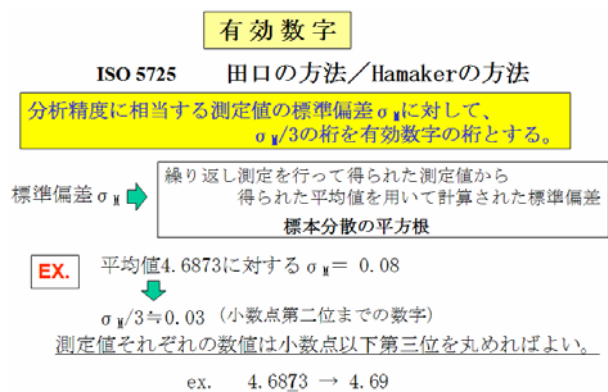 有効数字
ISO 5725　田口の方法／Hamakerの方法
分析精度に相当する測定値の標準偏差σMに対して、
σM/3の桁を有効数字の桁とする。
標準偏差σM
繰り返し測定を行って得られた測定値から
得られた平均値を用いて計算された標準偏差
標本分散の平方根
EX.
平均値4.6873に対するσM＝ 0.08
σM/3≒0.03（小数点第二位までの数字）
測定値それぞれの数値は小数点以下第三位を丸めればよい。
ex. 4.6873 → 4.69